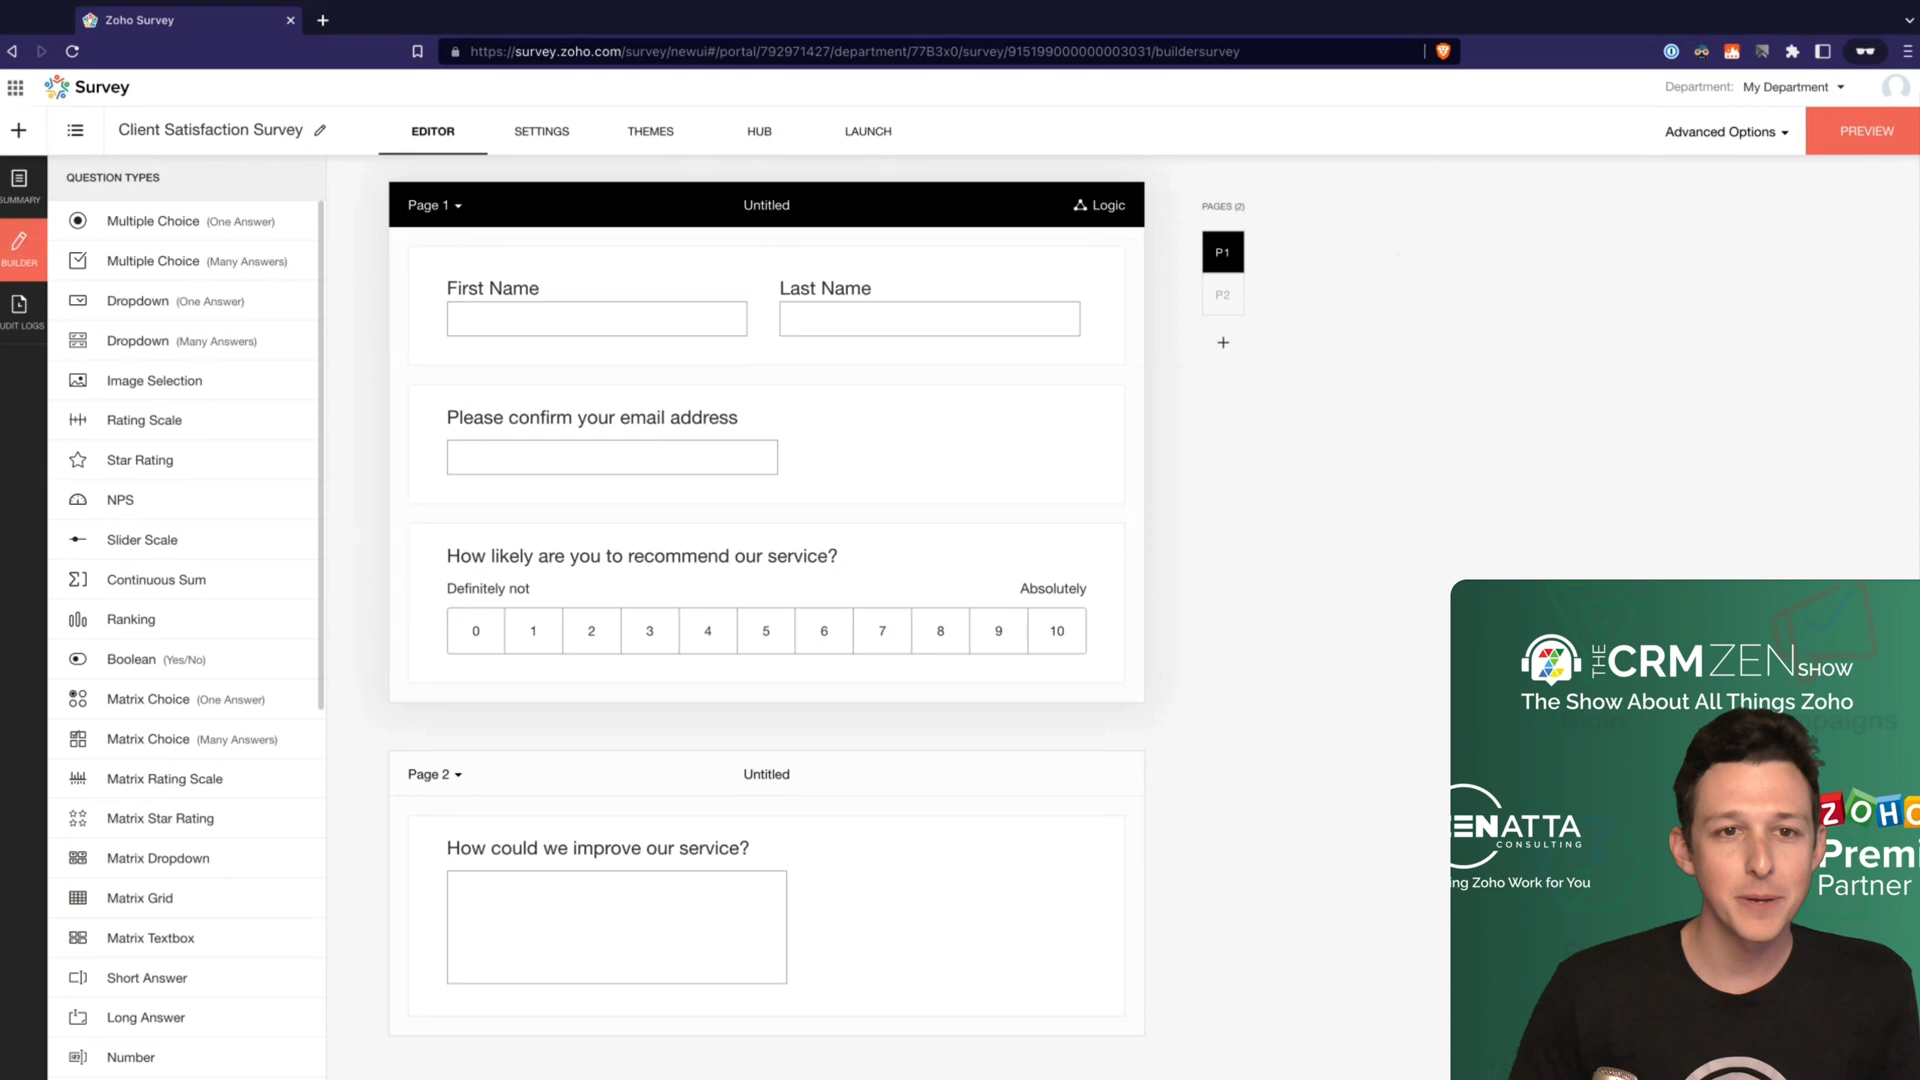 Zoho Survey
https://survey.zoho.com/survey/newui#/portal/792971427/department/77B3x0/survey/915199000000003031/buildersurvey
Survey
Department: My Department
Client Satisfaction Survey
EDITOR
SETTINGS
THEMES
HUB
LAUNCH
Advanced Options
PREVIEW
SUMMARY
BUILDER
UDIT LOGS
QUESTION TYPES
Multiple Choice (One Answer)
Multiple Choice (Many Answers)
Dropdown (One Answer)
Dropdown (Many Answers)
Image Selection
Rating Scale
Star Rating
NPS
Slider Scale
Continuous Sum
Ranking
Boolean (Yes/No)
Matrix Choice (One Answer)
Matrix Choice (Many Answers)
Matrix Rating Scale
Matrix Star Rating
Matrix Dropdown
Matrix Grid
Matrix Textbox
Short Answer
Long Answer
Number
Page 1
Untitled
Logic
First Name
Last Name
Please confirm your email address
How likely are you to recommend our service?
Definitely not
Absolutely
0 1 2 3 4 5 6 7 8 9 10
Page 2
Untitled
How could we improve our service?
PAGES (2)
P1
P2
THE CRM ZEN SHOW
The Show About All Things Zoho
ENATTA
CONSULTING
ing Zoho Work for You
ZOHO
Premi
Partner